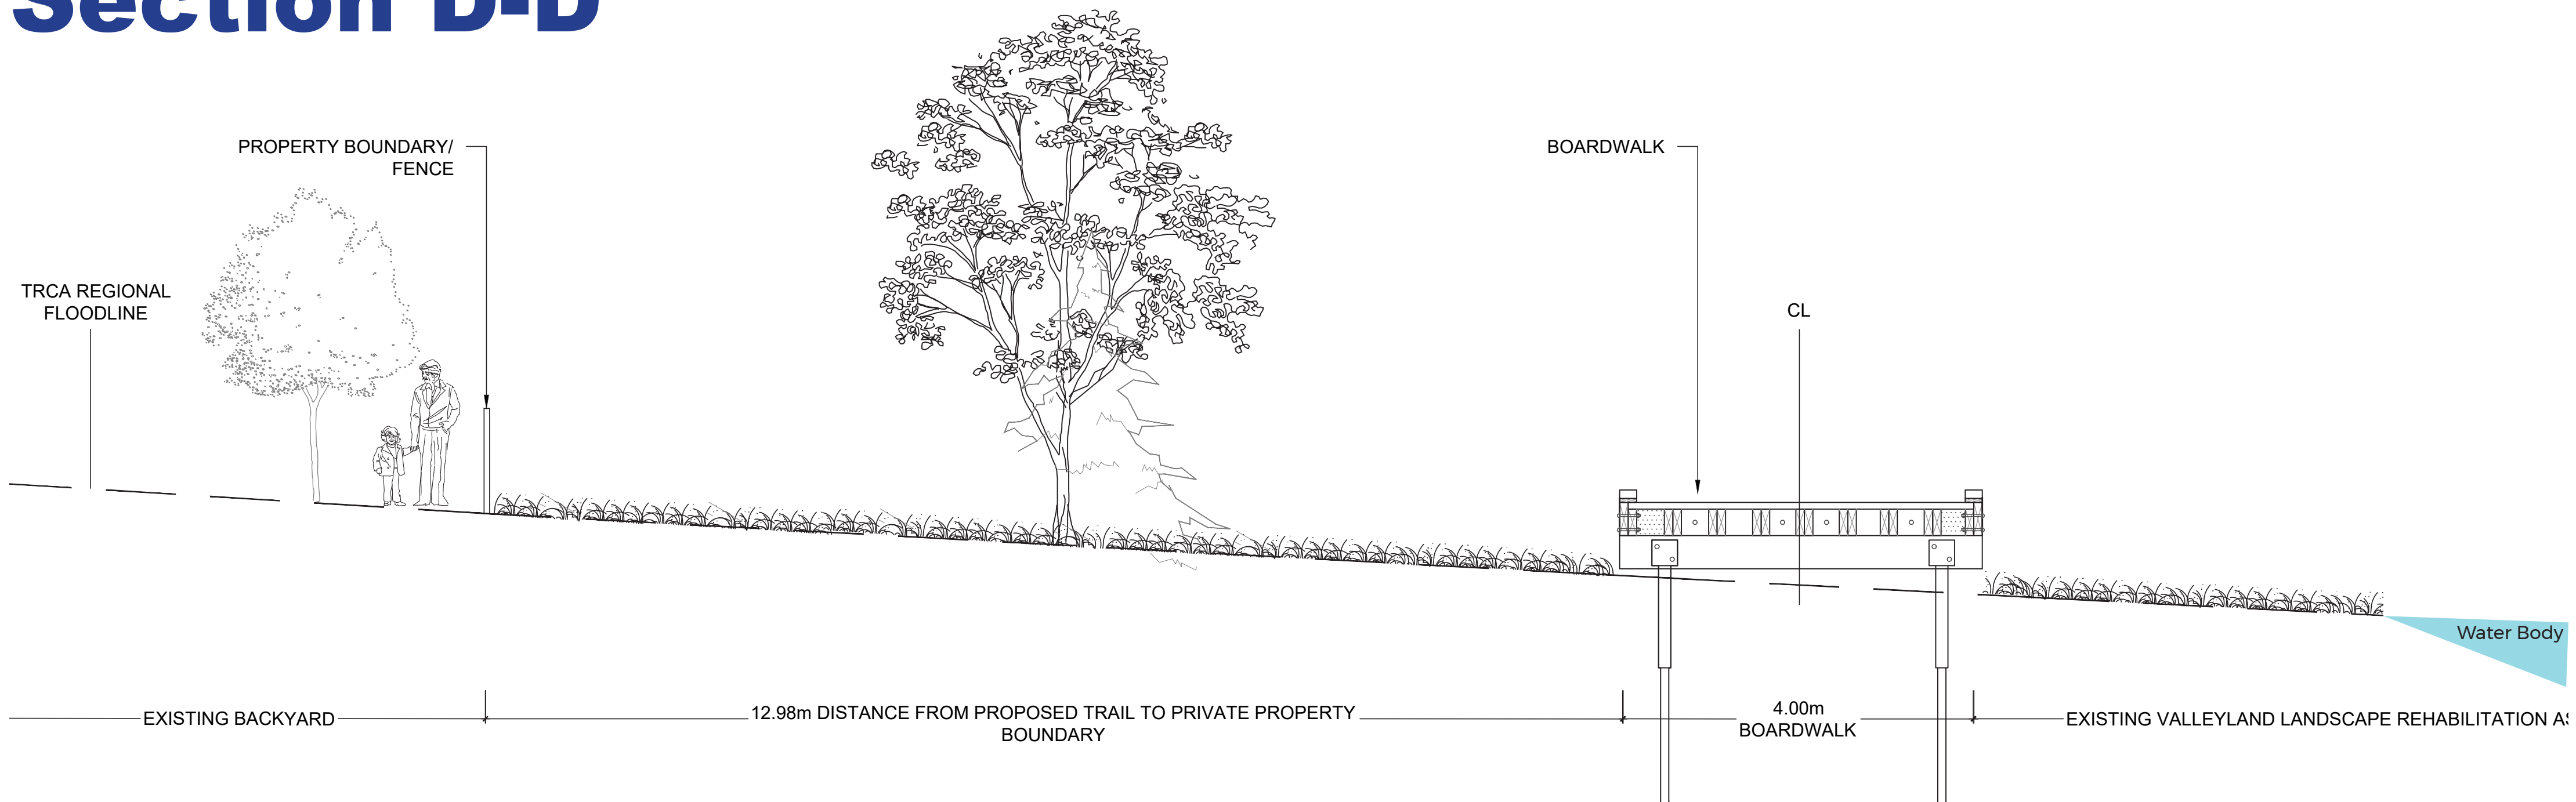 Section D-D
PROPERTY BOUNDARY/
FENCE
BOARDWALK
TRCA REGIONAL
FLOODLINE
CL
Water Body
EXISTING BACKYARD
12.98m DISTANCE FROM PROPOSED TRAIL TO PRIVATE PROPERTY
BOUNDARY
4.00m
BOARDWALK
EXISTING VALLEYLAND LANDSCAPE REHABILITATION